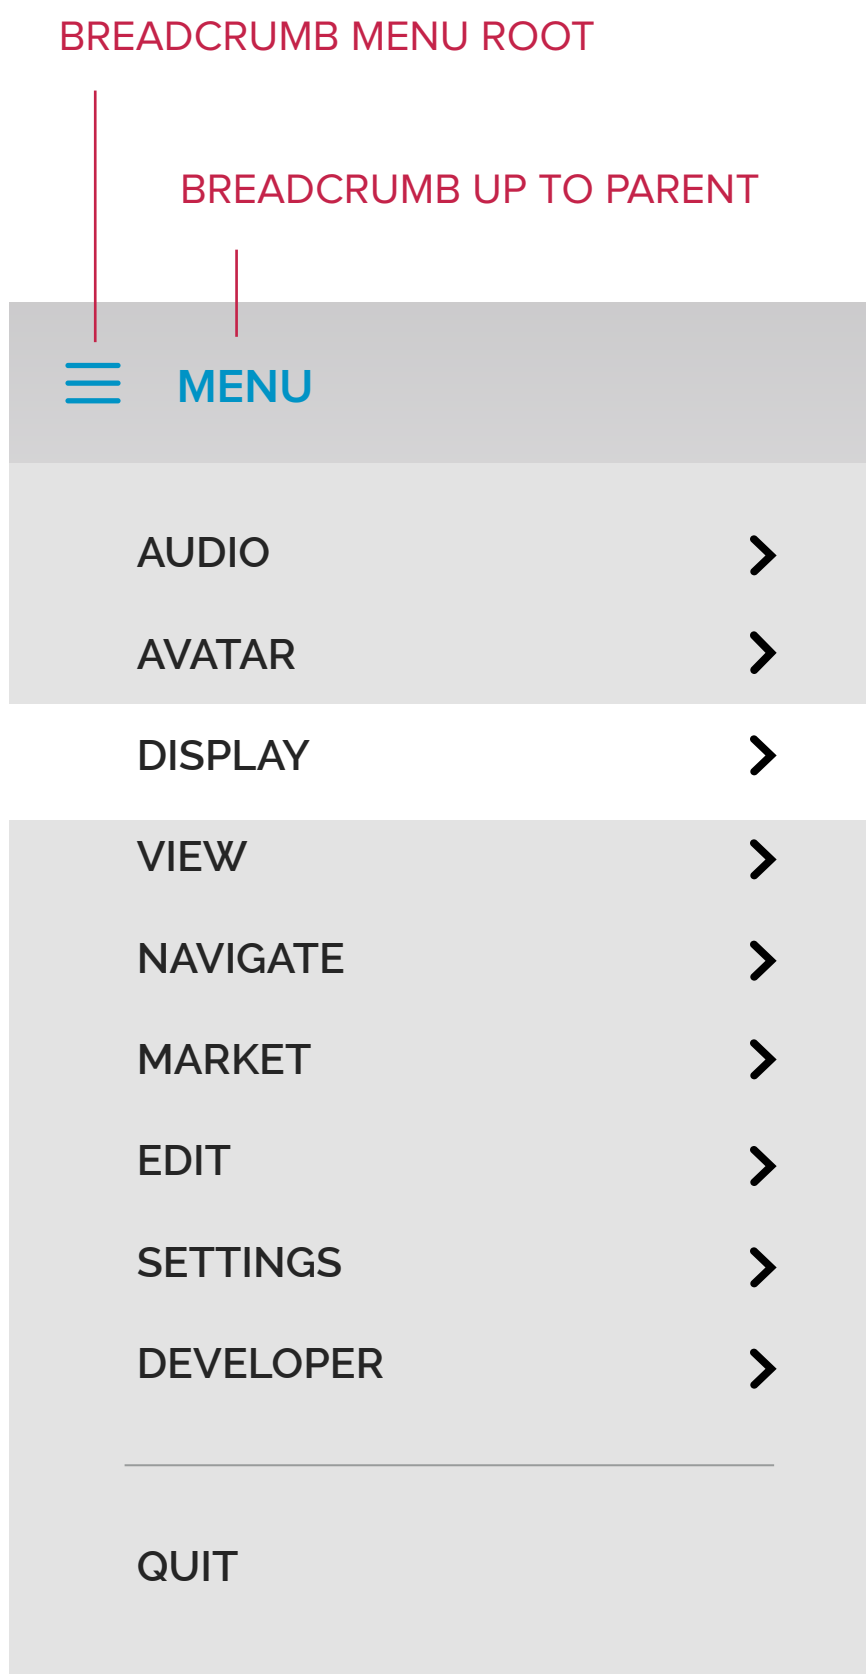 BREADCRUMB MENU ROOT
BREADCRUMB UP TO PARENT
MENU
AUDIO
AVATAR
DISPLAY
VIEW
NAVIGATE
MARKET
EDIT
SETTINGS
DEVELOPER
QUIT